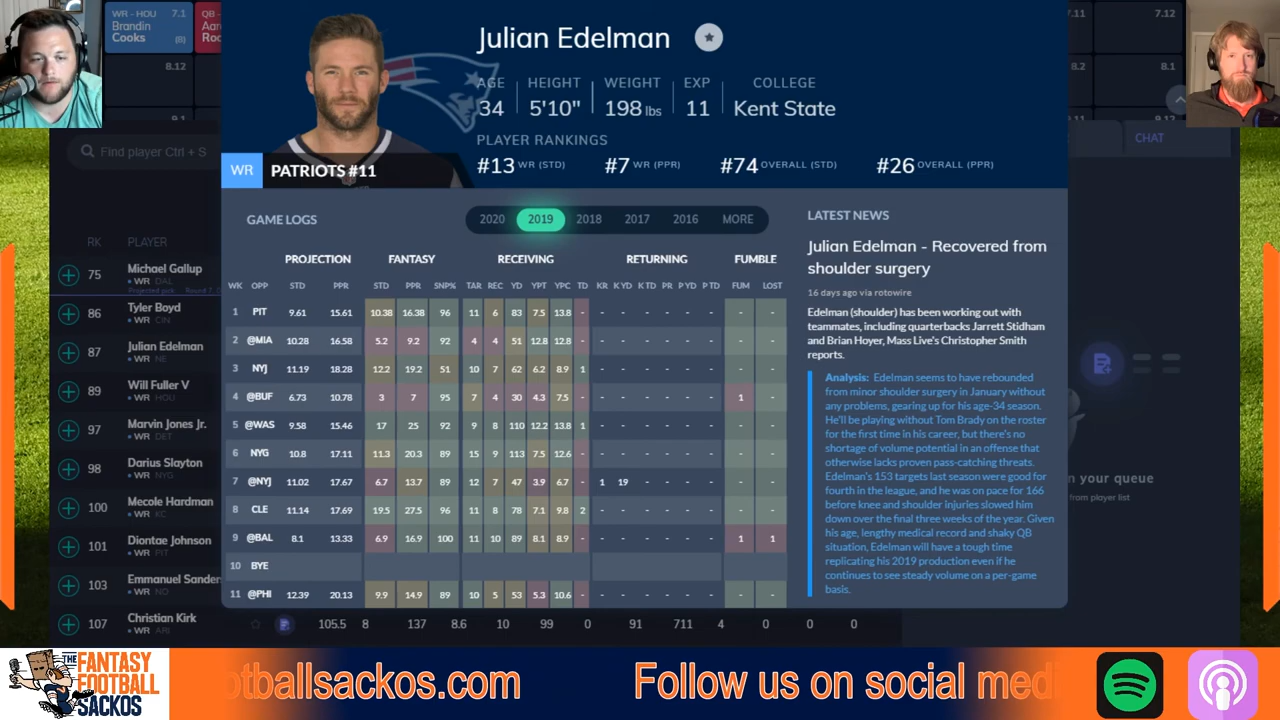 WR - HOU 7.1
Brandin
Cooks (8)
QB -
Aar
Roc
8.12
9.1
7.11 7.12
8.2 8.1
9.12
Julian Edelman
AGE HEIGHT WEIGHT EXP COLLEGE
34 5'10" 198 lbs 11 Kent State
PLAYER RANKINGS
#13 WR (STD) #7 WR (PPR) #74 OVERALL (STD) #26 OVERALL (PPR)
WR PATRIOTS #11
Find player Ctrl + S
CHAT
RK PLAYER
75 Michael Gallup
WR DAL
86 Tyler Boyd
WR CIN
87 Julian Edelman
WR NE
89 Will Fuller V
WR HOU
97 Marvin Jones Jr.
WR DET
98 Darius Slayton
WR NYG
100 Mecole Hardman
WR KC
101 Diontae Johnson
WR PIT
103 Emmanuel Sander
WR NO
107 Christian Kirk
WR ARI
105.5 8 137 8.6 10 99 0 91 711 4 0 0 0
GAME LOGS 2020 2019 2018 2017 2016 MORE
PROJECTION FANTASY RECEIVING RETURNING FUMBLE
WK OPP STD PPR STD PPR SNP% TAR REC YD YPT YPC TD KR K YD K TD PR P YD P TD FUM LOST
1 PIT 9.61 15.61 10.38 16.38 96 11 6 83 7.5 13.8 - - - - - - - - -
2 @MIA 10.28 16.58 5.2 9.2 92 4 4 51 12.8 12.8 - - - - - - - - -
3 NYJ 11.19 18.28 12.2 19.2 51 10 7 62 6.2 8.9 1 - - - - - - - -
4 @BUF 6.73 10.78 3 7 95 7 4 30 4.3 7.5 - - - - - - - 1 -
5 @WAS 9.58 15.46 17 25 92 9 8 110 12.2 13.8 1 - - - - - - - -
6 NYG 10.8 17.11 11.3 20.3 89 15 9 113 7.5 12.6 - - - - - - - - -
7 @NYJ 11.02 17.67 6.7 13.7 89 12 7 47 3.9 6.7 - 1 19 - - - - - -
8 CLE 11.14 17.69 19.5 27.5 96 11 8 78 7.1 9.8 2 - - - - - - - -
9 @BAL 8.1 13.33 6.9 16.9 100 11 10 89 8.1 8.9 - - - - - - - 1 1
10 BYE
11 @PHI 12.39 20.13 9.9 14.9 89 10 5 53 5.3 10.6 - - - - - - - - -
LATEST NEWS
Julian Edelman - Recovered from
shoulder surgery
16 days ago via rotowire
Edelman (shoulder) has been working out with
teammates, including quarterbacks Jarrett Stidham
and Brian Hoyer, Mass Live's Christopher Smith
reports.
Analysis: Edelman seems to have rebounded
from minor shoulder surgery in January without
any problems, gearing up for his age-34 season.
He'll be playing without Tom Brady on the roster
for the first time in his career, but there's no
shortage of volume potential in an offense that
otherwise lacks proven pass-catching threats.
Edelman's 153 targets last season were good for
fourth in the league, and he was on pace for 166
before knee and shoulder injuries slowed him
down over the final three weeks of the year. Given
his age, lengthy medical record and shaky QB
situation, Edelman will have a tough time
replicating his 2019 production even if he
continues to see steady volume on a per-game
basis.
n your queue
from player list
THE
FANTASY
FOOTBALL
SACKOS
otballsackos.com Follow us on social medi